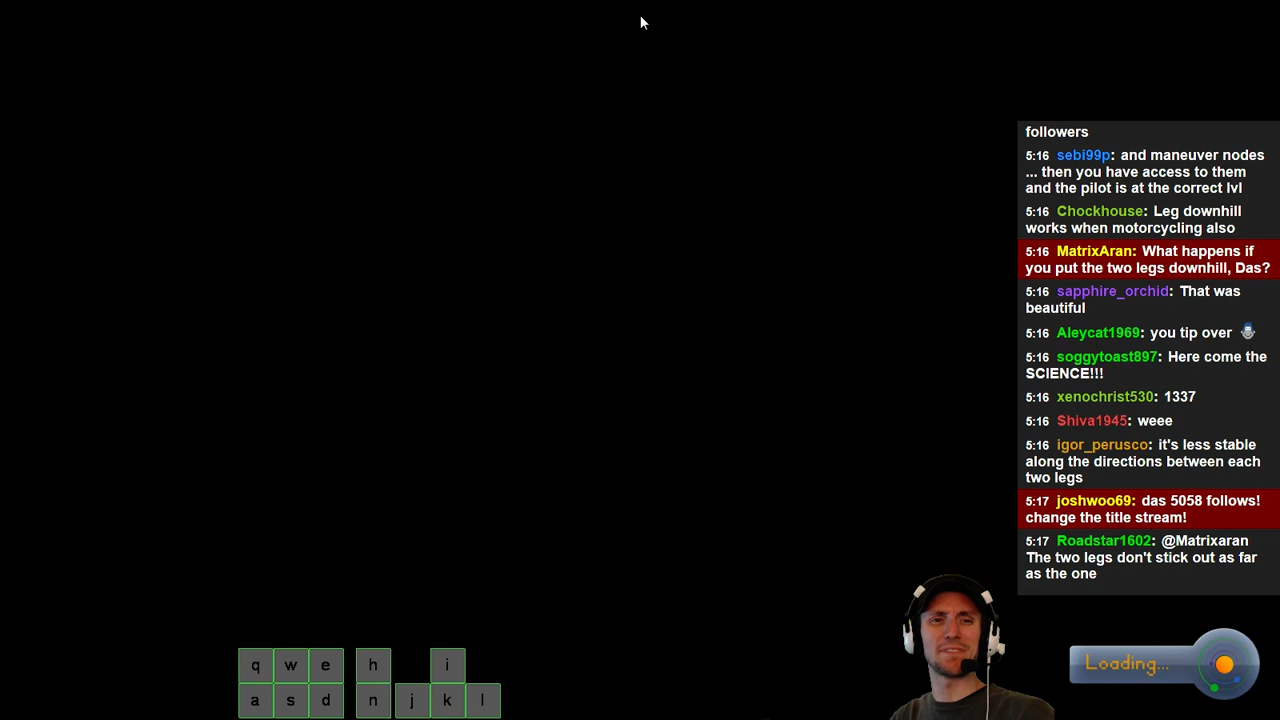 followers
5:16 sebi99p: and maneuver nodes
... then you have access to them
and the pilot is at the correct lvl
5:16 Chockhouse: Leg downhill
works when motorcycling also
5:16 MatrixAran: What happens if
you put the two legs downhill, Das?
5:16 sapphire_orchid: That was
beautiful
5:16 Aleycat1969: you tip over
5:16 soggytoast897: Here come the
SCIENCE!!!
5:16 xenochrist530: 1337
5:16 Shiva1945: weee
5:16 igor_perusco: it's less stable
along the directions between each
two legs
5:17 joshwoo69: das 5058 follows!
change the title stream!
5:17 Roadstar1602: @Matrixaran
The two legs don't stick out as far
as the one
q w e h i
a s d n j k l
Loading...